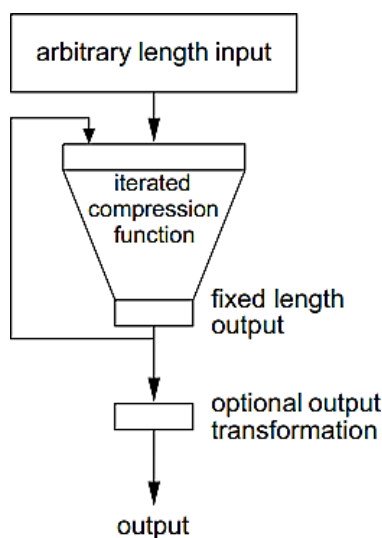 arbitrary length input
iterated
compression
function
fixed length
output
optional output
transformation
output